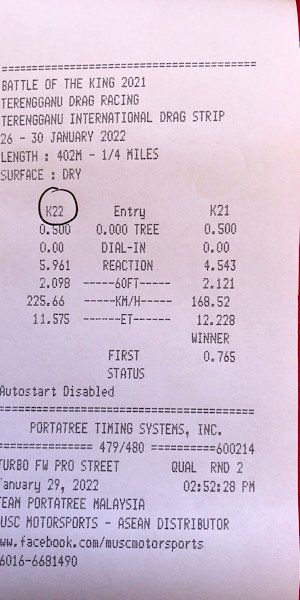 BATTLE OF THE KING 2021
TERENGGANU DRAG RACING
TERENGGANU INTERNATIONAL DRAG STRIP
26 - 30 JANUARY 2022
LENGTH : 402M - 1/4 MILES
SURFACE : DRY
K22 Entry K21
0.500 0.000 TREE 0.500
0.00 DIAL-IN 0.00
5.961 REACTION 4.543
2.098 ------60FT------ 2.121
225.66 ------KM/H------ 168.52
11.575 ------ET------ 12.228
WINNER
FIRST 0.765
STATUS
Autostart Disabled
PORTATREE TIMING SYSTEMS, INC.
=============== 479/480 ===========600214
TURBO FW PRO STREET QUAL RND 2
January 29, 2022 02:52:28 PM
TEAM PORTATREE MALAYSIA
MUSC MOTORSPORTS - ASEAN DISTRIBUTOR
ww.facebook.com/muscmotorsports
6016-6681490